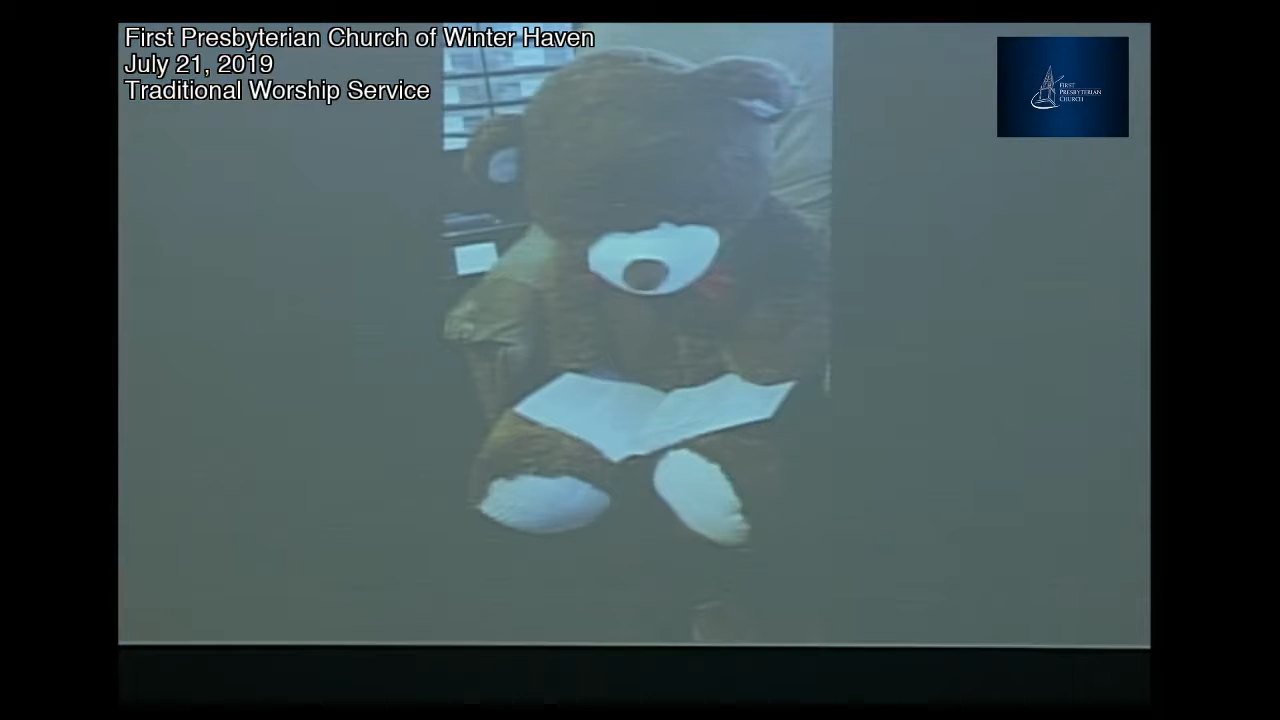 First Presbyterian Church of Winter Haven
July 21, 2019
Traditional Worship Service
FIRST
PRESBYTERIAN
CHURCH